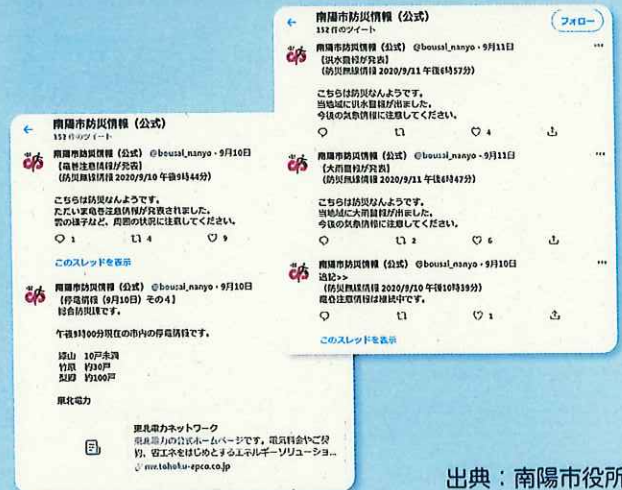 南陽市防災情報（公式）
152 件のツイート
南陽市防災情報（公式） @bousai_nanyo・9月10日
【竜巻注意情報が発表】
（防災無線情報 2020/9/10 午後9時44分）
こちらは防災なんようです。
ただいま竜巻注意情報が発表されました。
雲の様子など、周囲の状況に注意してください。
1 4 9
このスレッドを表示
南陽市防災情報（公式） @bousai_nanyo・9月10日
【停電情報（9月10日）その4】
総合防災課です。
午後9時00分現在の市内の停電情報です。
漆山 10戸未満
竹原 約30戸
梨郷 約100戸
東北電力
東北電力ネットワーク
東北電力の公式ホームページです。電気料金やご契
約、省エネをはじめとするエネルギーソリューショ...
nw.tohoku-epco.co.jp
南陽市防災情報（公式）
152 件のツイート
フォロー
南陽市防災情報（公式） @bousai_nanyo・9月11日
【洪水警報が発表】
（防災無線情報 2020/9/11 午後6時57分）
こちらは防災なんようです。
当地域に洪水警報が出ました。
今後の気象情報に注意してください。
4
南陽市防災情報（公式） @bousai_nanyo・9月11日
【大雨警報が発表】
（防災無線情報 2020/9/11 午後6時47分）
こちらは防災なんようです。
当地域に大雨警報が出ました。
今後の気象情報に注意してください。
2 6
南陽市防災情報（公式） @bousai_nanyo・9月10日
追記>>
（防災無線情報 2020/9/10 午後10時39分）
竜巻注意情報は継続中です。
1
このスレッドを表示
出典：南陽市役所